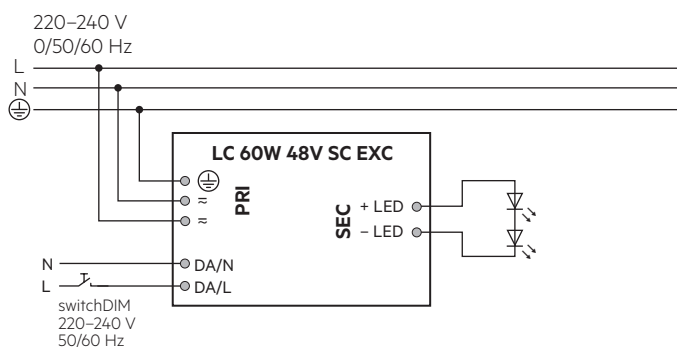 220–240 V
0/50/60 Hz
L
N
LC 60W 48V SC EXC
PRI
≂
≂
SEC
+ LED
– LED
N
DA/N
L
DA/L
switchDIM
220–240 V
50/60 Hz